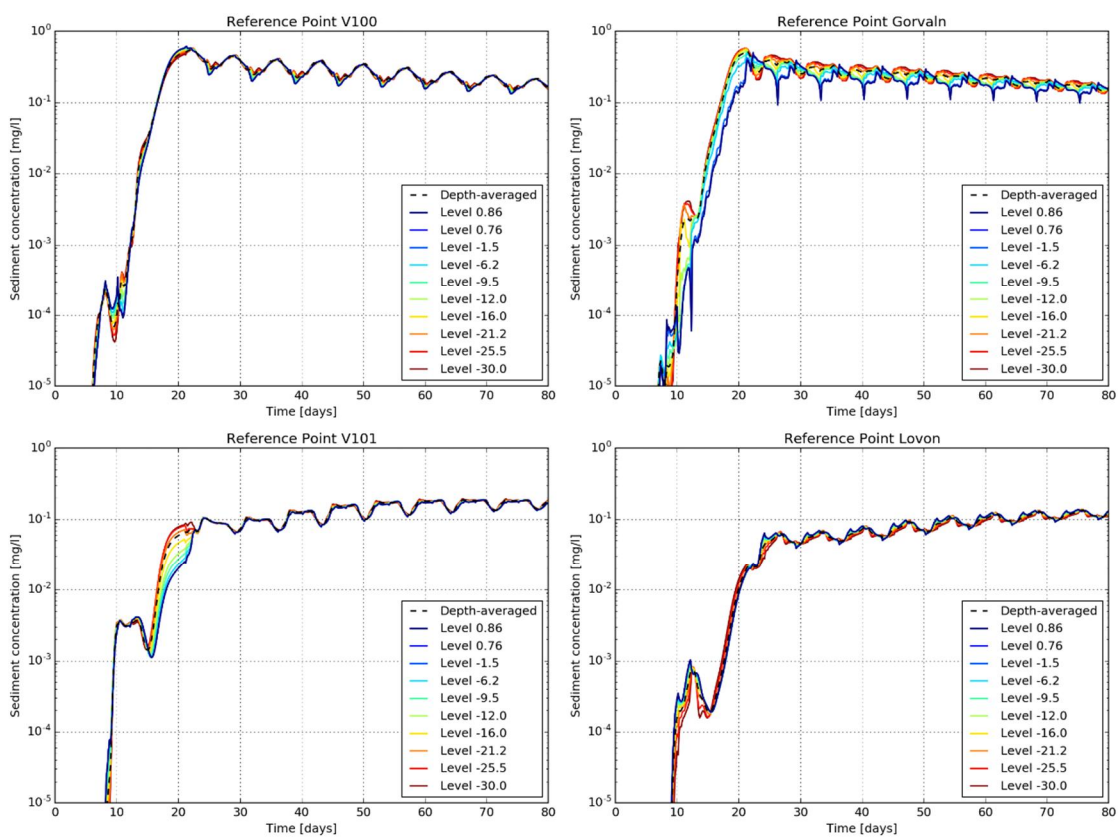 Reference Point V100
Sediment concentration [mg/l]
10^0
10^-1
10^-2
10^-3
10^-4
10^-5
0 10 20 30 40 50 60 70 80
Time [days]
Depth-averaged
Level 0.86
Level 0.76
Level -1.5
Level -6.2
Level -9.5
Level -12.0
Level -16.0
Level -21.2
Level -25.5
Level -30.0
Reference Point Gorvaln
Sediment concentration [mg/l]
10^0
10^-1
10^-2
10^-3
10^-4
10^-5
0 10 20 30 40 50 60 70 80
Time [days]
Depth-averaged
Level 0.86
Level 0.76
Level -1.5
Level -6.2
Level -9.5
Level -12.0
Level -16.0
Level -21.2
Level -25.5
Level -30.0
Reference Point V101
Sediment concentration [mg/l]
10^0
10^-1
10^-2
10^-3
10^-4
10^-5
0 10 20 30 40 50 60 70 80
Time [days]
Depth-averaged
Level 0.86
Level 0.76
Level -1.5
Level -6.2
Level -9.5
Level -12.0
Level -16.0
Level -21.2
Level -25.5
Level -30.0
Reference Point Lovon
Sediment concentration [mg/l]
10^0
10^-1
10^-2
10^-3
10^-4
10^-5
0 10 20 30 40 50 60 70 80
Time [days]
Depth-averaged
Level 0.86
Level 0.76
Level -1.5
Level -6.2
Level -9.5
Level -12.0
Level -16.0
Level -21.2
Level -25.5
Level -30.0